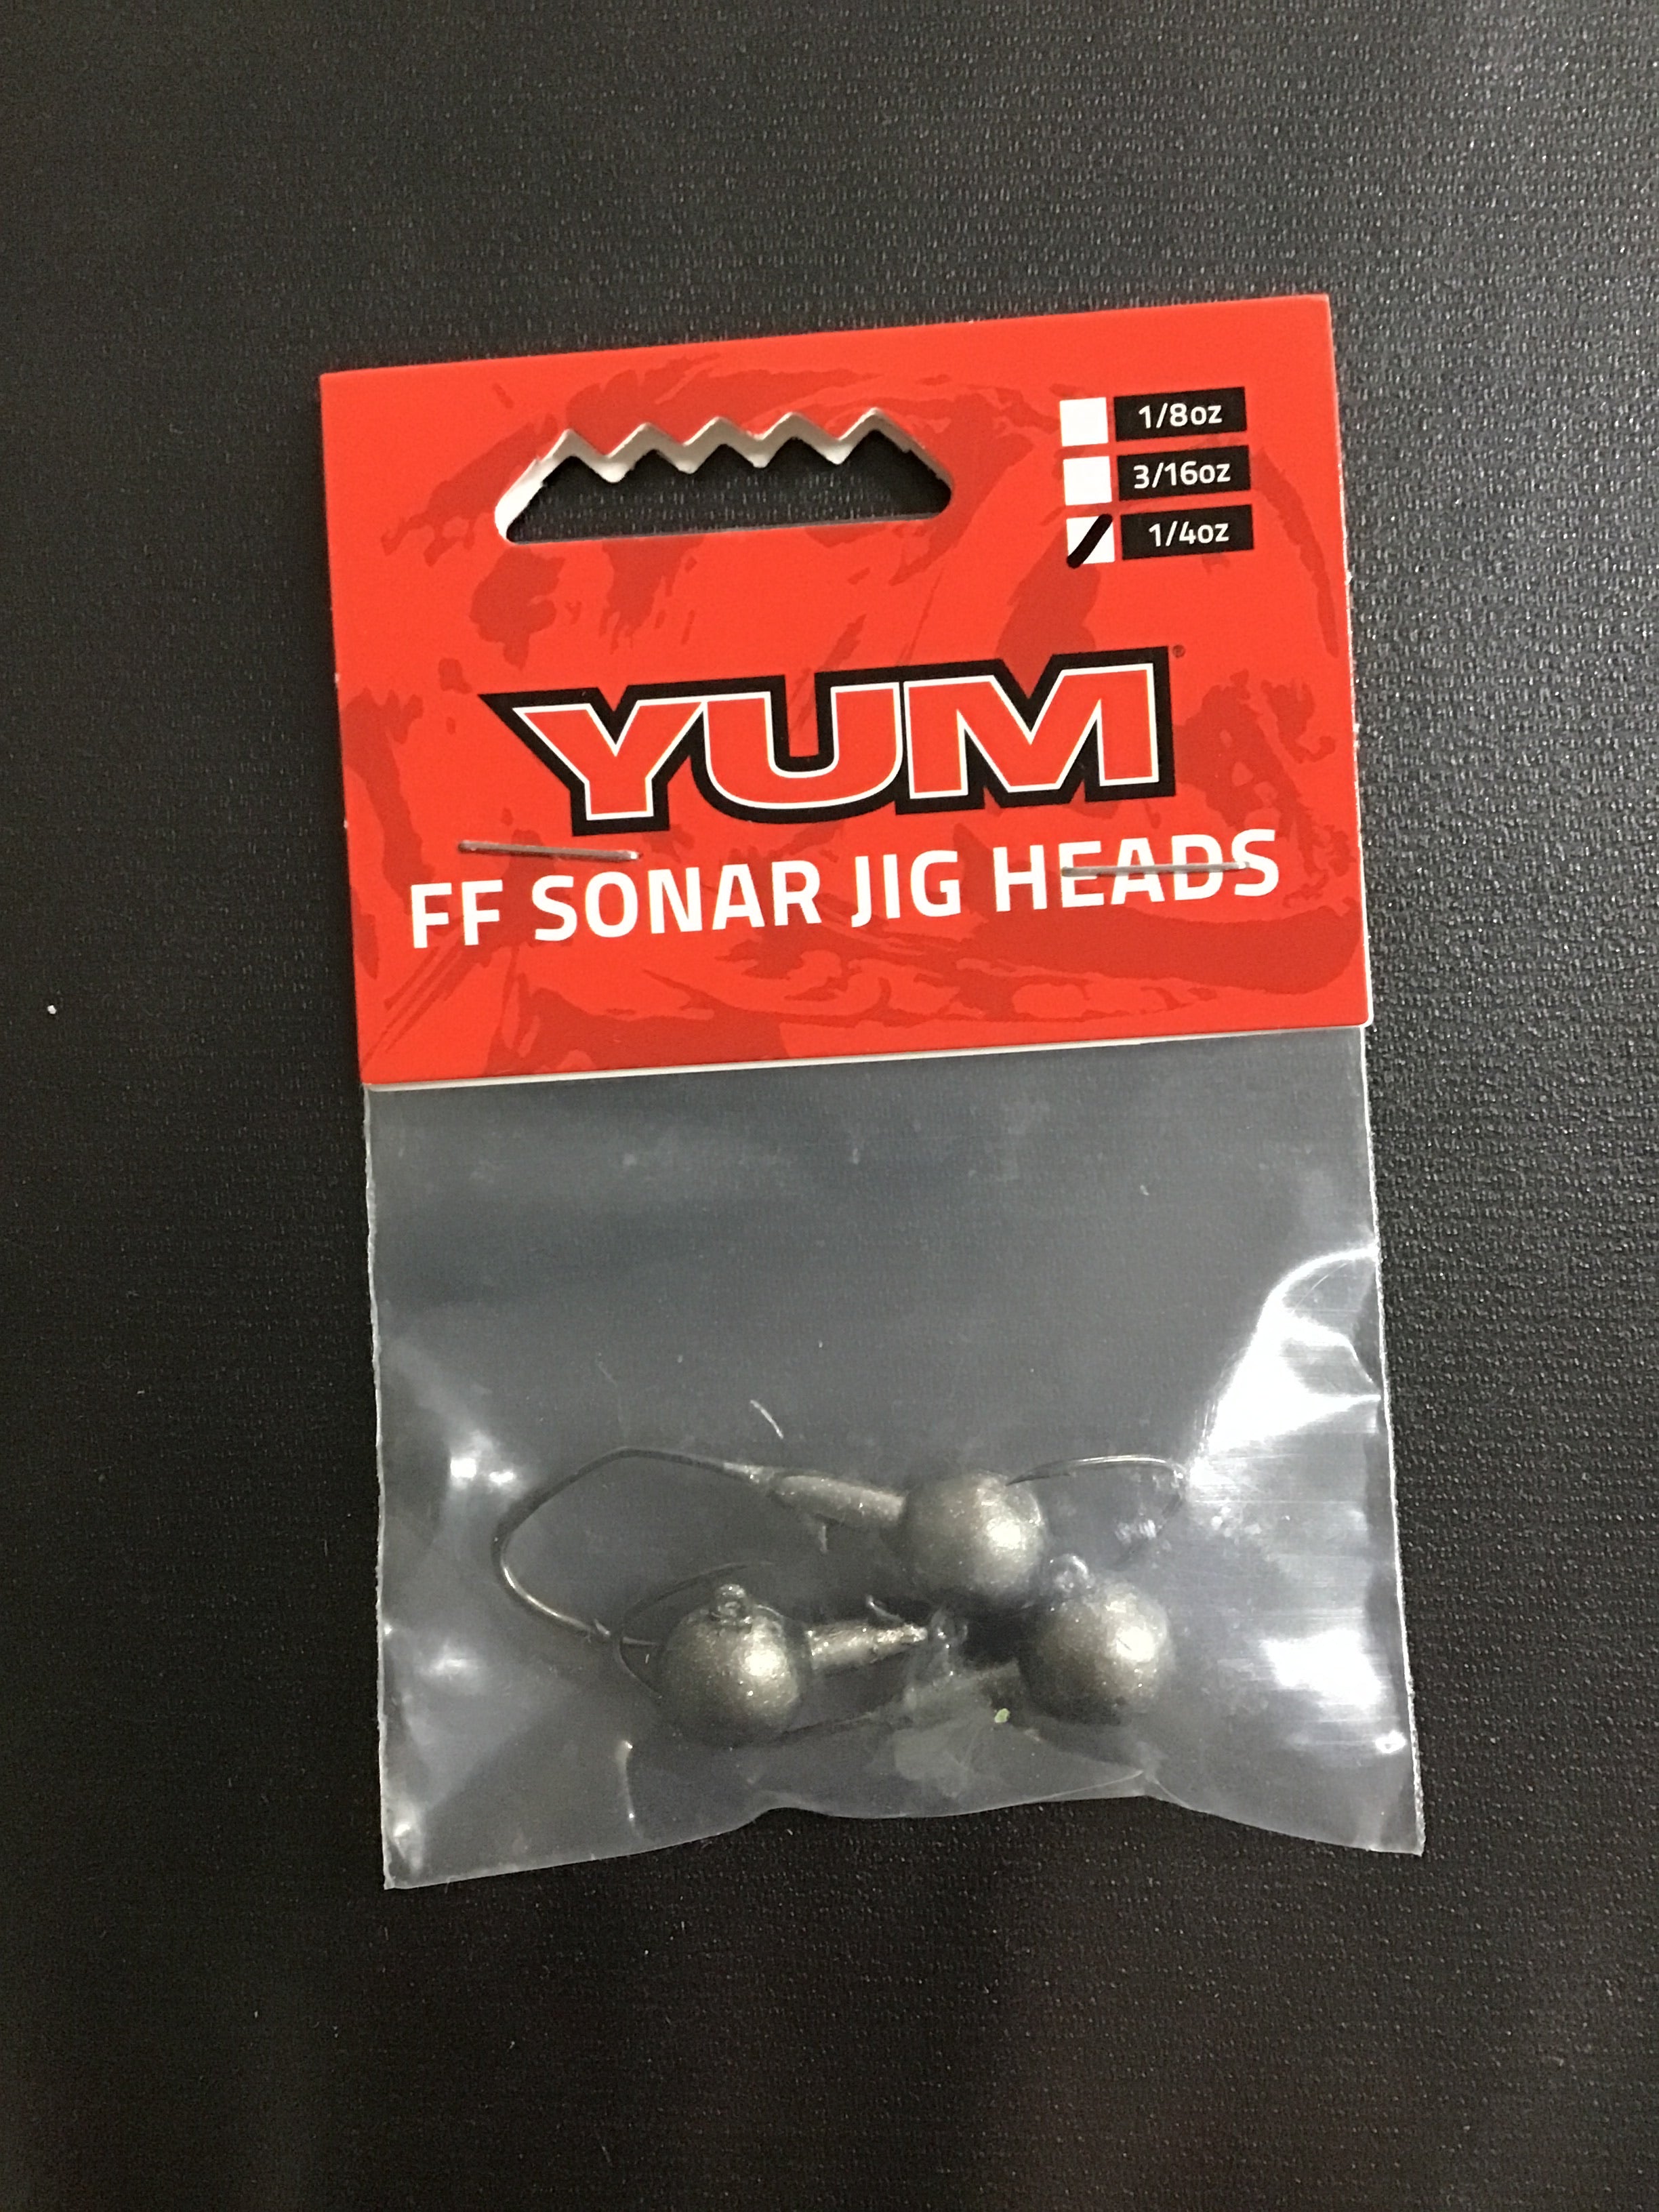 1/8oz
3/16oz
1/4oz
YUM®
FF SONAR JIG HEADS